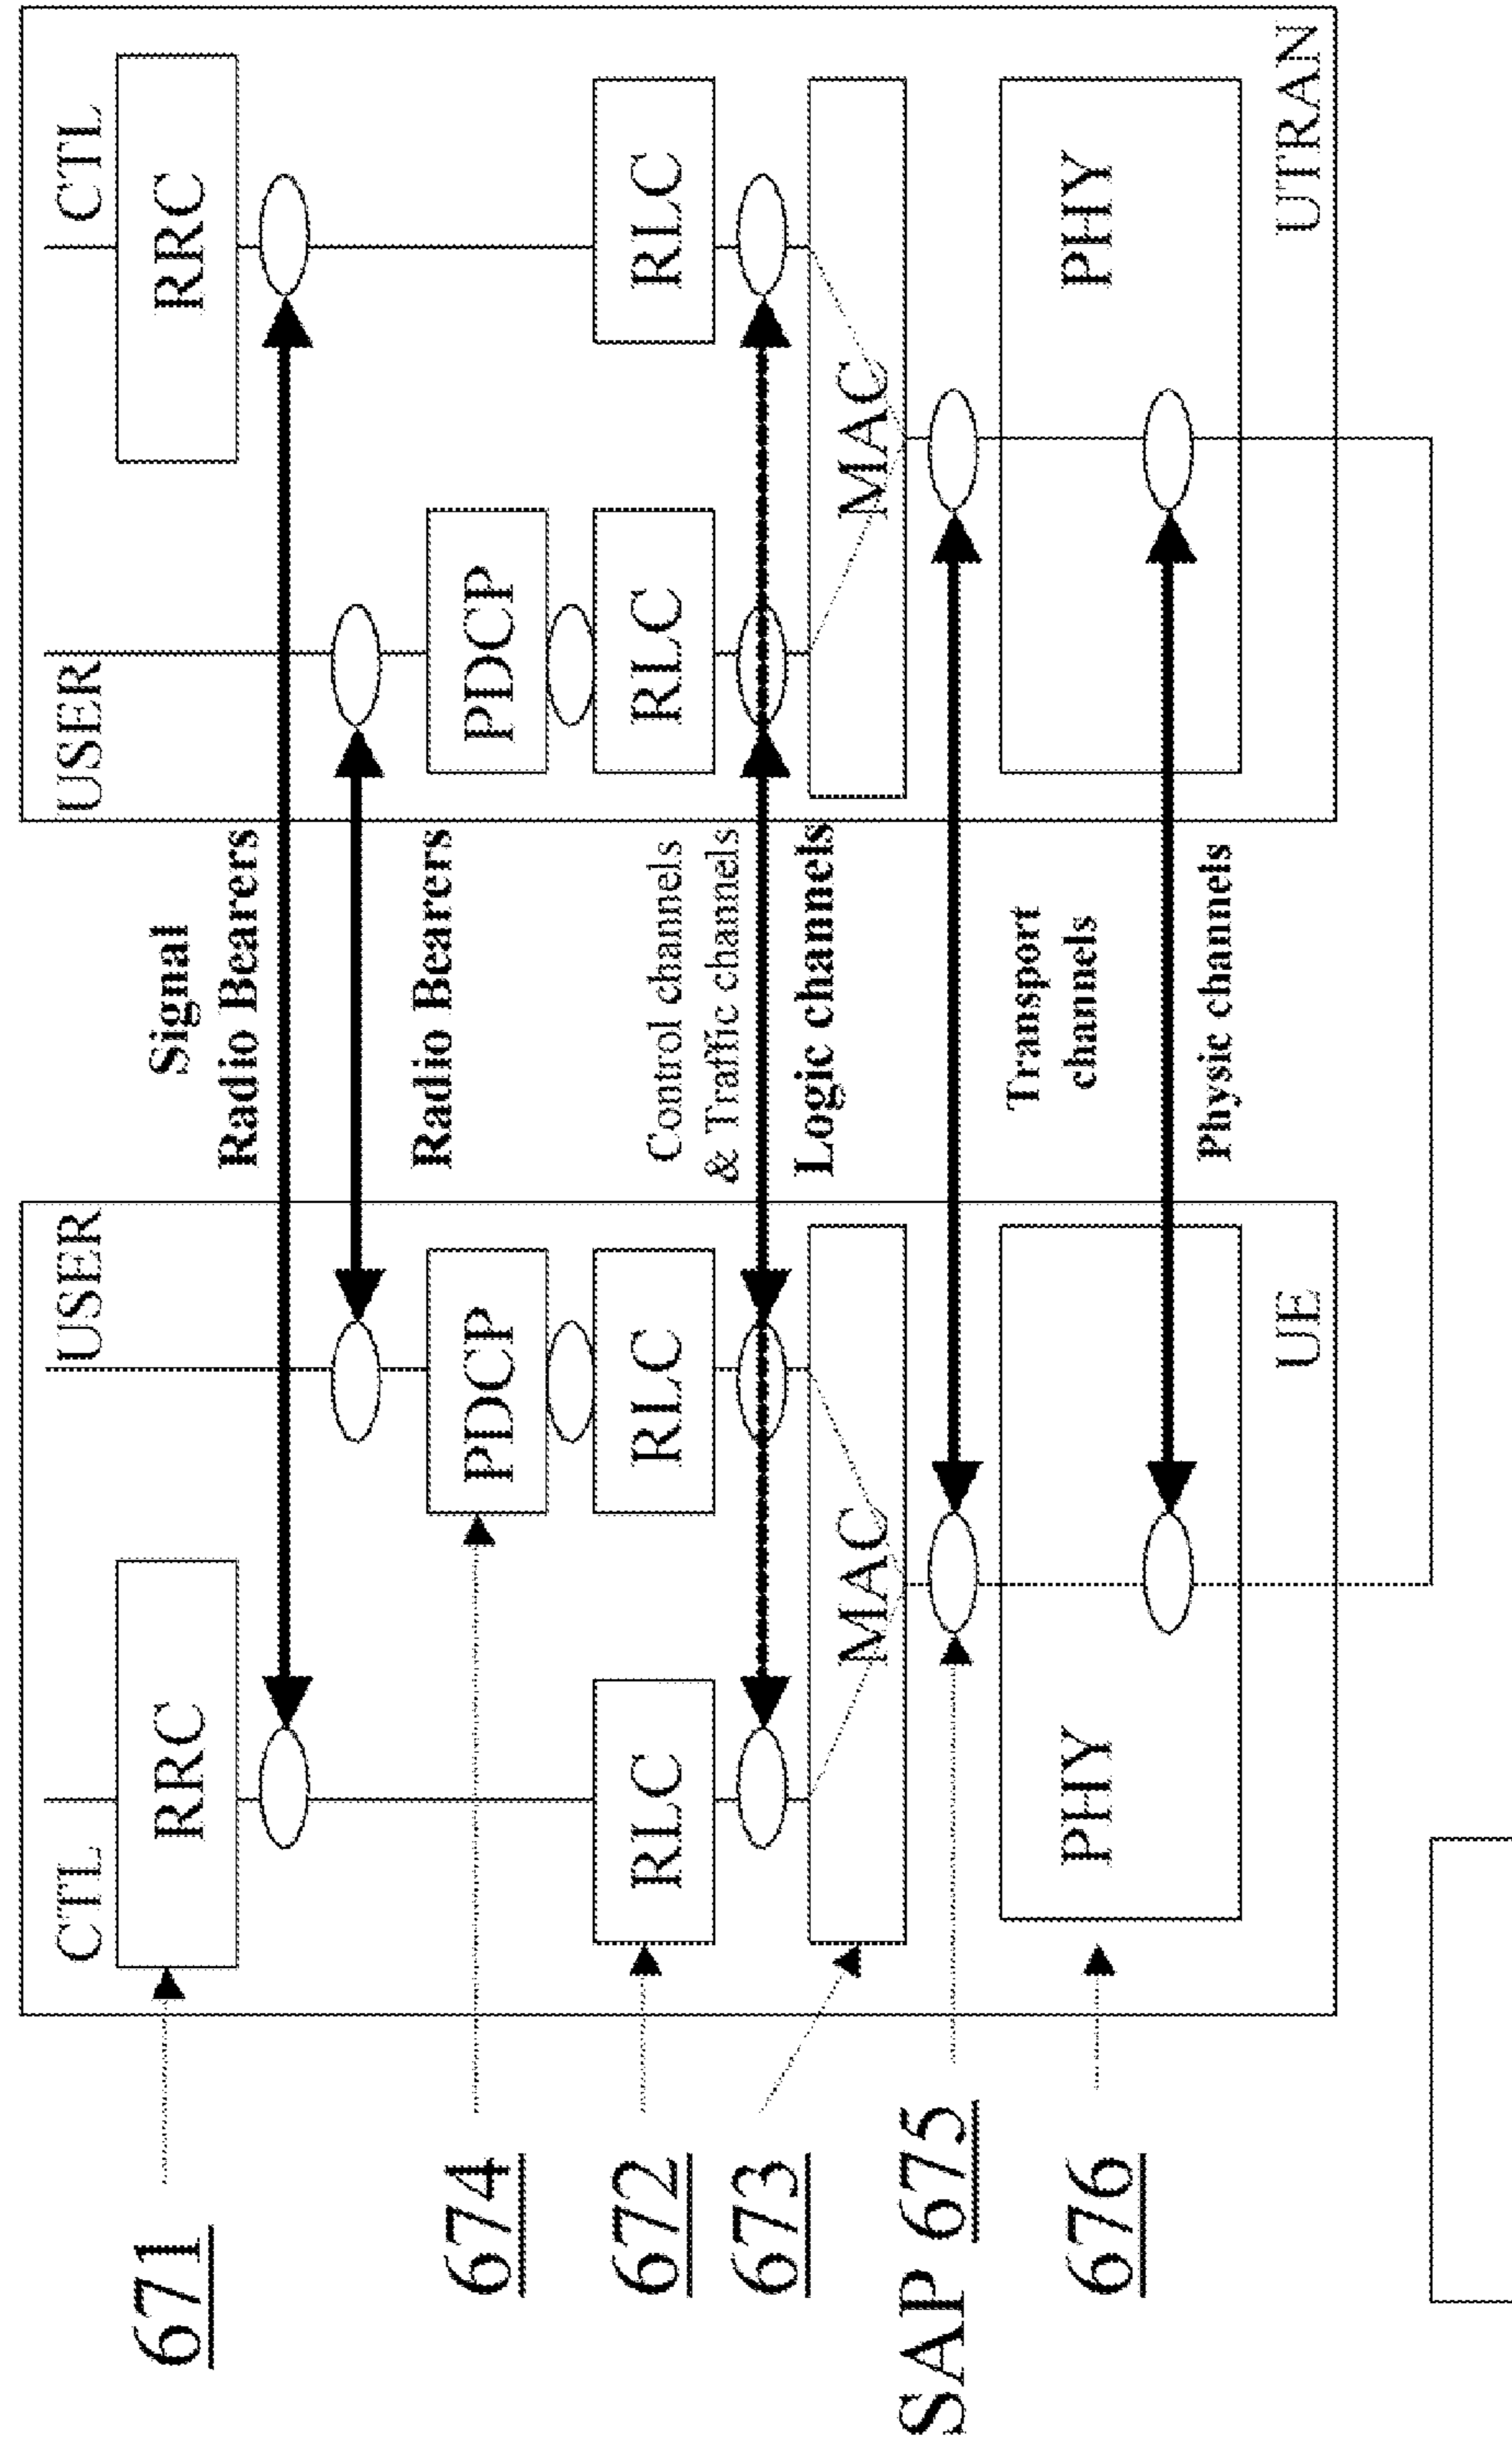 CTL
USER
USER
CTL
671
RRC
Signal
Radio Bearers
RRC
Radio Bearers
674
PDCP
PDCP
672
RLC
RLC
Control channels
& Traffic channels
RLC
RLC
673
Logic channels
MAC
MAC
SAP 675
Transport
channels
676
PHY
PHY
Physic channels
UE
UTRAN